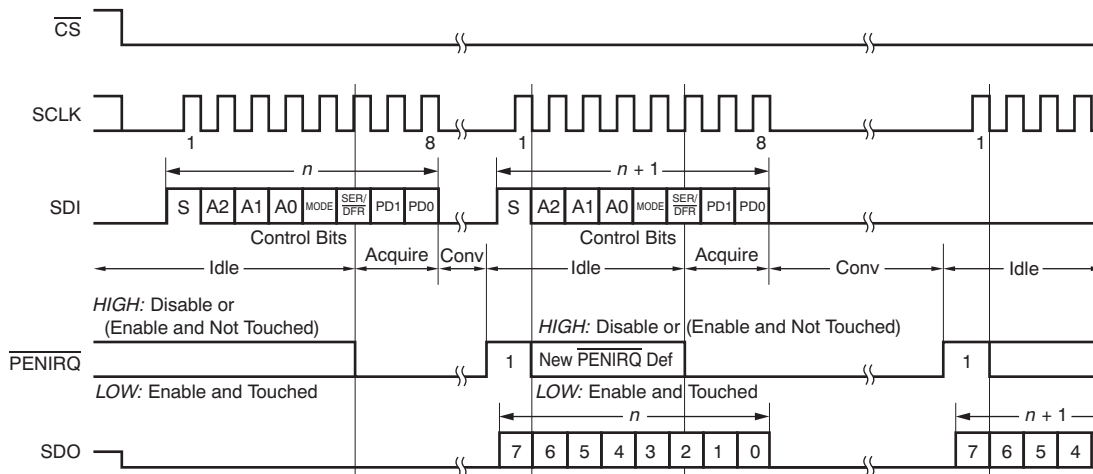 CS
SCLK
1 8 1 8 1
n n + 1
SDI
S A2 A1 A0 MODE SER/DFR PD1 PD0 S A2 A1 A0 MODE SER/DFR PD1 PD0
Control Bits Control Bits
Idle Acquire Conv Idle Acquire Conv Idle
HIGH: Disable or
(Enable and Not Touched)
HIGH: Disable or (Enable and Not Touched)
PENIRQ 1 New PENIRQ Def 1
LOW: Enable and Touched LOW: Enable and Touched
n n + 1
SDO 7 6 5 4 3 2 1 0 7 6 5 4